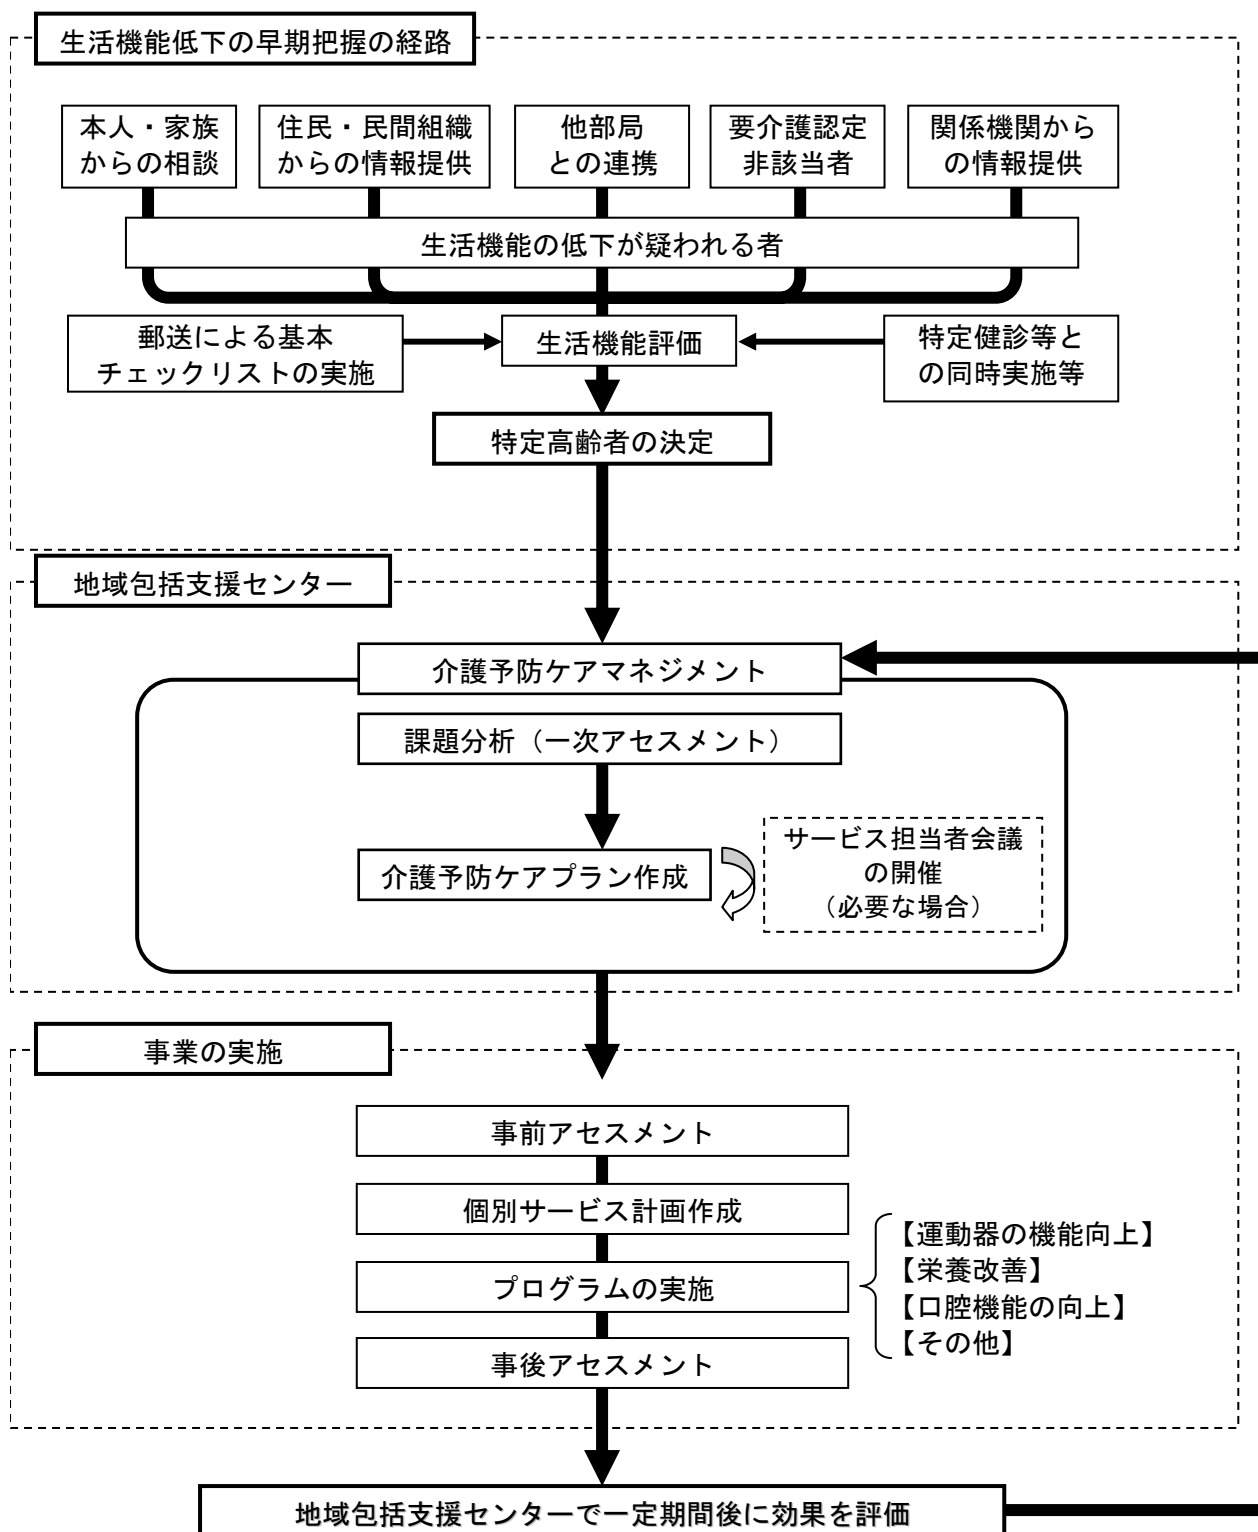 生活機能低下の早期把握の経路
本人・家族
からの相談
住民・民間組織
からの情報提供
他部局
との連携
要介護認定
非該当者
関係機関から
の情報提供
生活機能の低下が疑われる者
郵送による基本
チェックリストの実施
生活機能評価
特定健診等と
の同時実施等
特定高齢者の決定
地域包括支援センター
介護予防ケアマネジメント
課題分析（一次アセスメント）
介護予防ケアプラン作成
サービス担当者会議
の開催
（必要な場合）
事業の実施
事前アセスメント
個別サービス計画作成
プログラムの実施
事後アセスメント
【運動器の機能向上】
【栄養改善】
【口腔機能の向上】
【その他】
地域包括支援センターで一定期間後に効果を評価